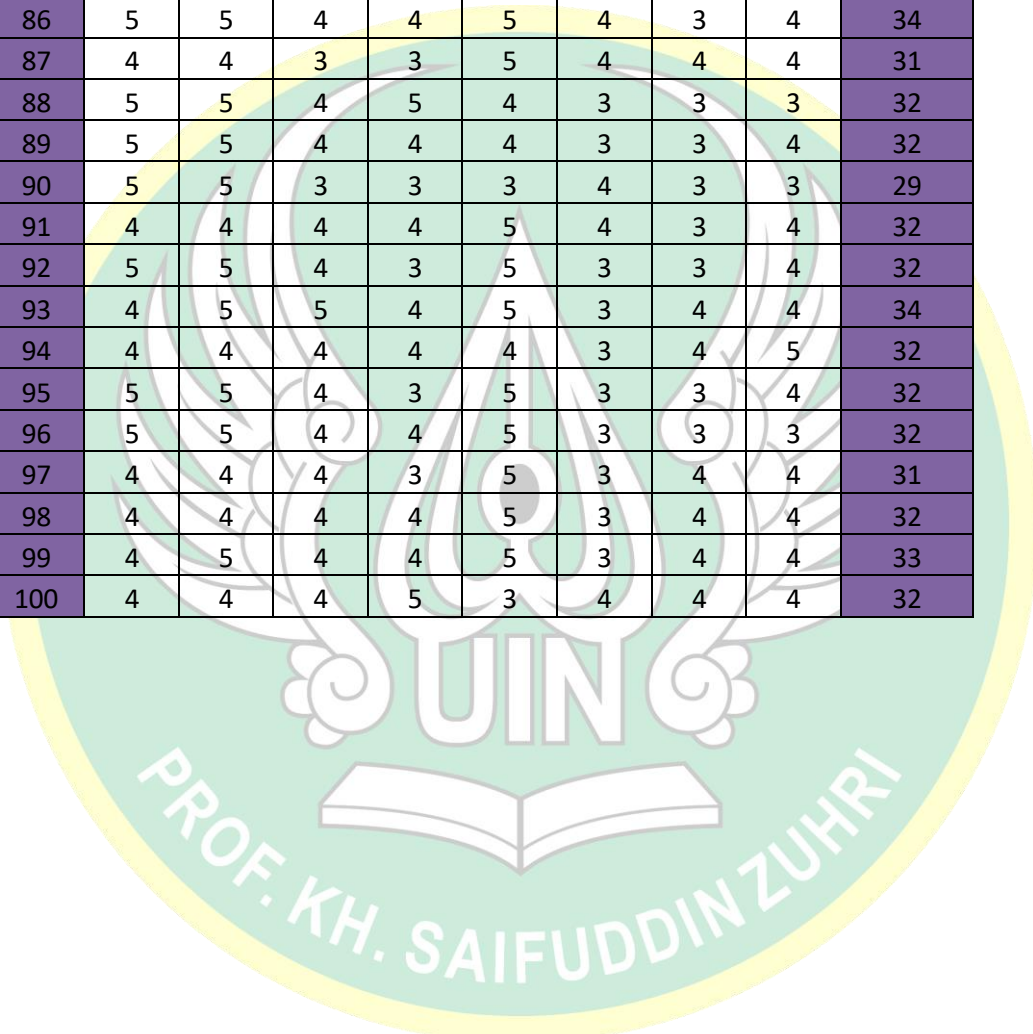 86 5 5 4 4 5 4 3 4 34
87 4 4 3 3 5 4 4 4 31
88 5 5 4 5 4 3 3 3 32
89 5 5 4 4 4 3 3 4 32
90 5 5 3 3 3 4 3 3 29
91 4 4 4 4 5 4 3 4 32
92 5 5 4 3 5 3 3 4 32
93 4 5 5 4 5 3 4 4 34
94 4 4 4 4 4 3 4 5 32
95 5 5 4 3 5 3 3 4 32
96 5 5 4 4 5 3 3 3 32
97 4 4 4 3 5 3 4 4 31
98 4 4 4 4 5 3 4 4 32
99 4 5 4 4 5 3 4 4 33
100 4 4 4 5 3 4 4 4 32
UIN
PROF. KH. SAIFUDDIN ZUHRI